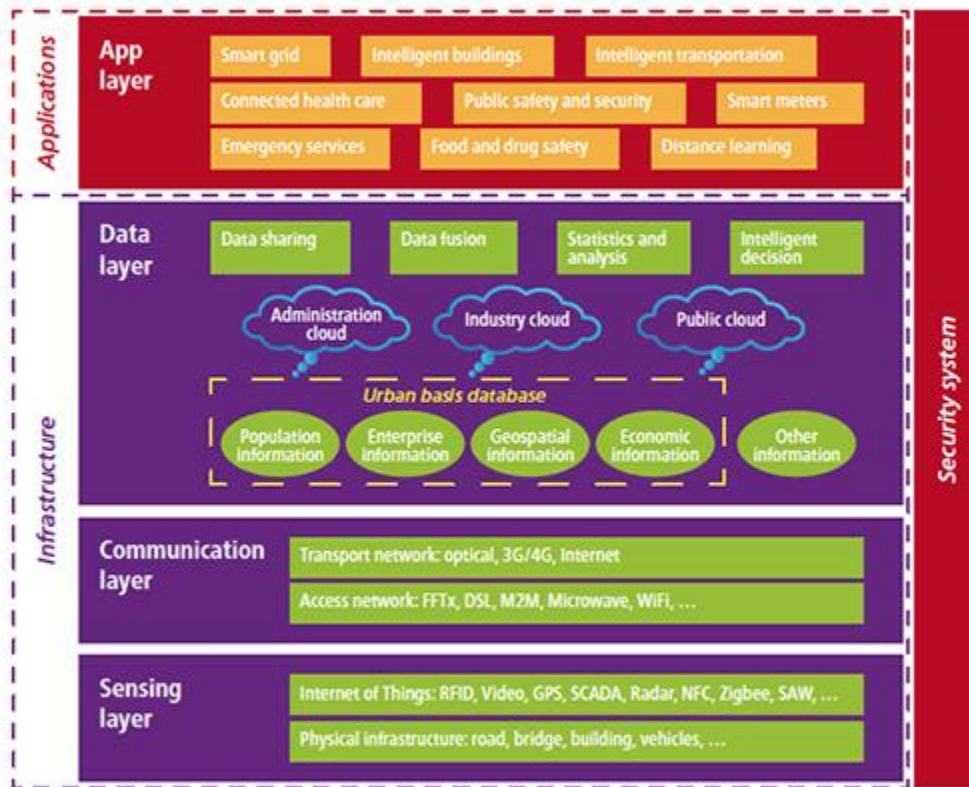 Applications
App
layer
Smart grid
Intelligent buildings
Intelligent transportation
Connected health care
Public safety and security
Smart meters
Emergency services
Food and drug safety
Distance learning
Infrastructure
Data
layer
Data sharing
Data fusion
Statistics and
analysis
Intelligent
decision
Administration
cloud
Industry cloud
Public cloud
Urban basis database
Population
information
Enterprise
information
Geospatial
information
Economic
information
Other
information
Communication
layer
Transport network: optical, 3G/4G, Internet
Access network: FFTx, DSL, M2M, Microwave, WiFi, ...
Sensing
layer
Internet of Things: RFID, Video, GPS, SCADA, Radar, NFC, Zigbee, SAW, ...
Physical infrastructure: road, bridge, building, vehicles, ...
Security system